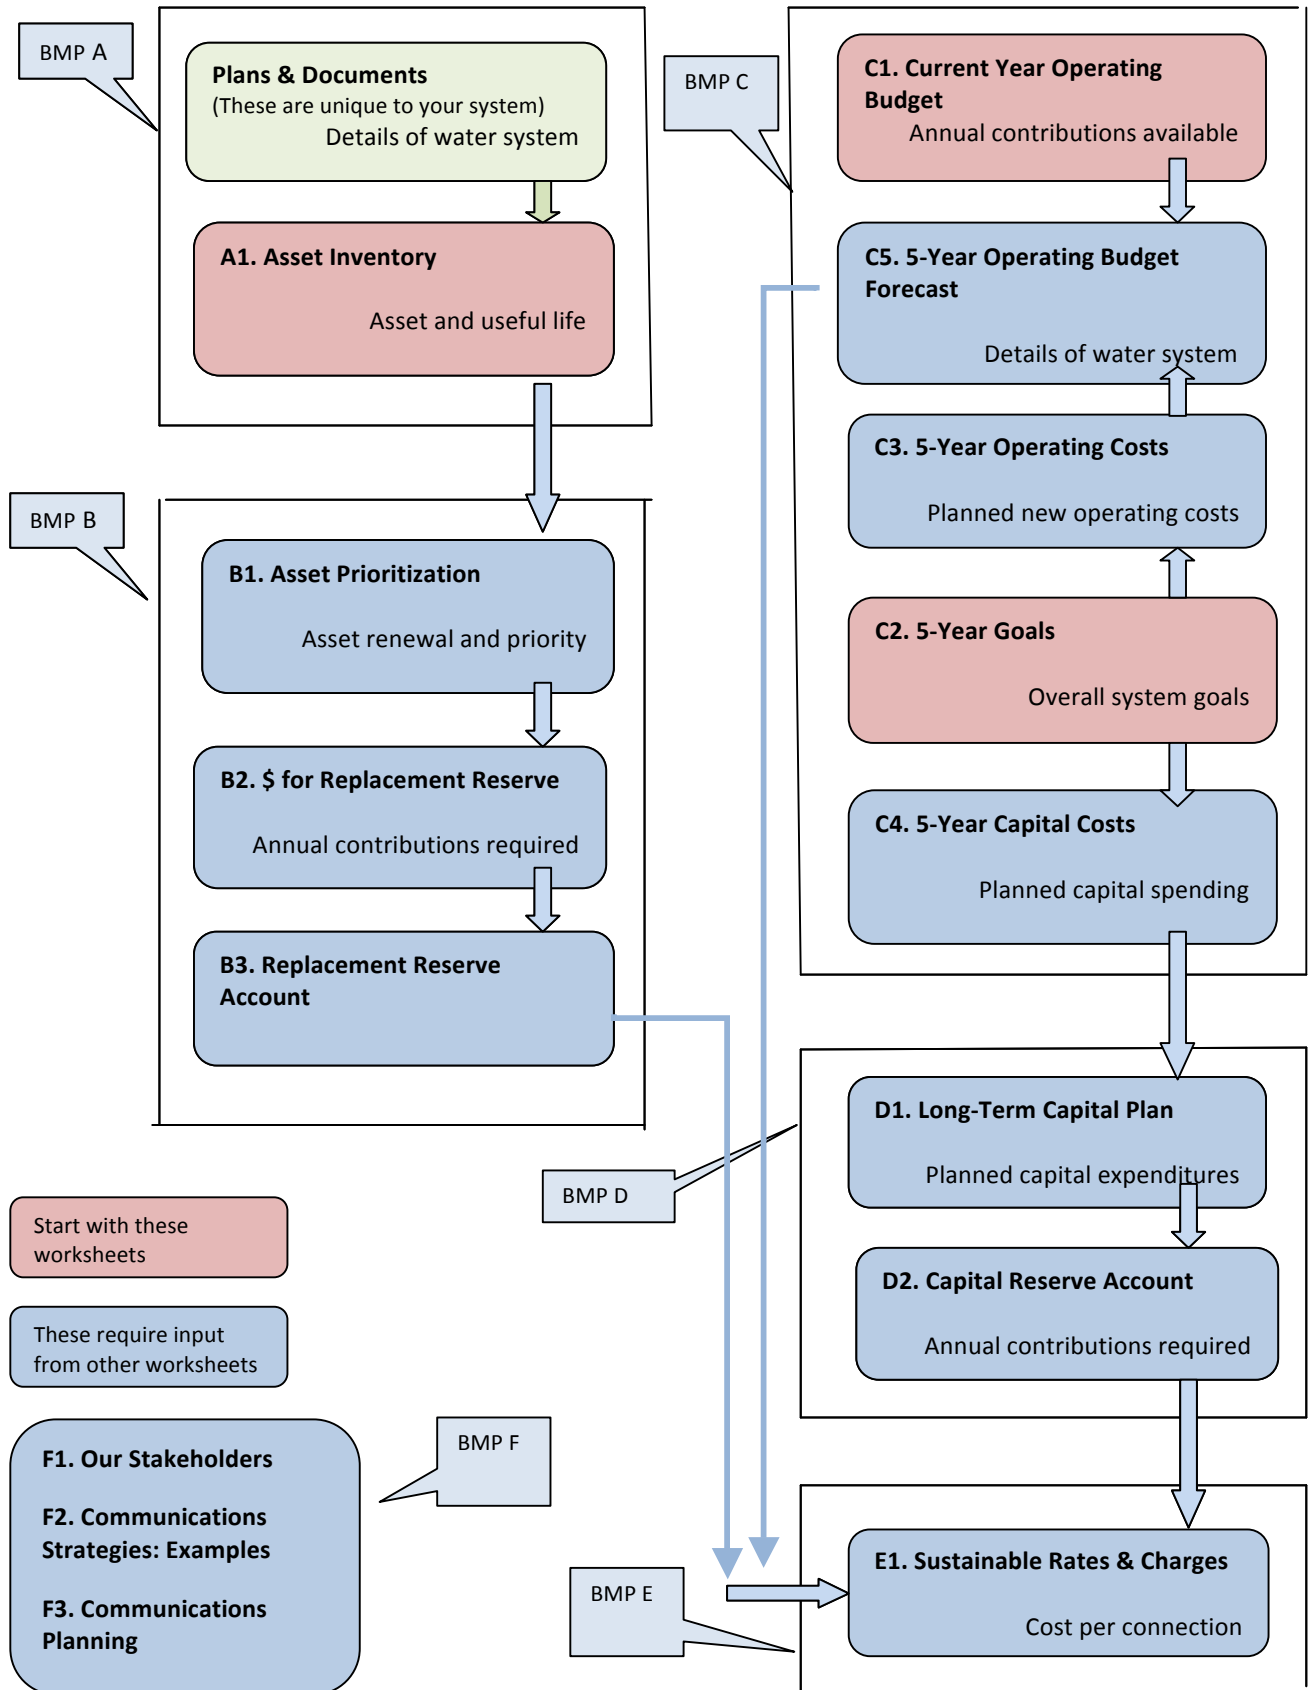 BMP A
Plans & Documents
(These are unique to your system)
Details of water system
A1. Asset Inventory
Asset and useful life
BMP B
B1. Asset Prioritization
Asset renewal and priority
B2. $ for Replacement Reserve
Annual contributions required
B3. Replacement Reserve
Account
BMP C
C1. Current Year Operating
Budget
Annual contributions available
C5. 5-Year Operating Budget
Forecast
Details of water system
C3. 5-Year Operating Costs
Planned new operating costs
C2. 5-Year Goals
Overall system goals
C4. 5-Year Capital Costs
Planned capital spending
BMP D
D1. Long-Term Capital Plan
Planned capital expenditures
D2. Capital Reserve Account
Annual contributions required
BMP E
E1. Sustainable Rates & Charges
Cost per connection
Start with these
worksheets
These require input
from other worksheets
F1. Our Stakeholders
F2. Communications
Strategies: Examples
F3. Communications
Planning
BMP F